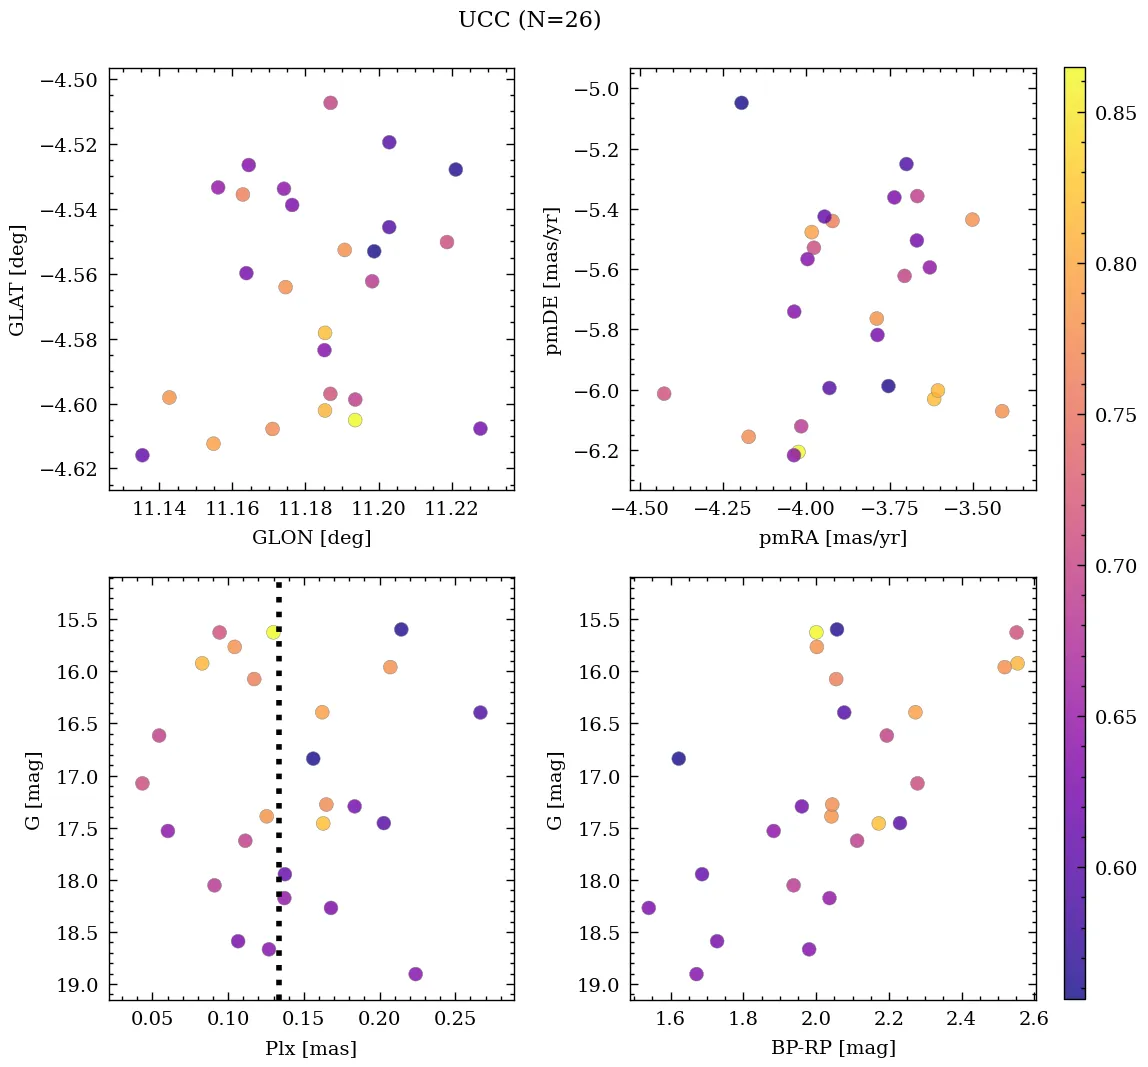 UCC (N=26)
−4.50
−4.52
−4.54
−4.56
−4.58
−4.60
−4.62
GLAT [deg]
11.14 11.16 11.18 11.20 11.22
GLON [deg]
−5.0
−5.2
−5.4
−5.6
−5.8
−6.0
−6.2
pmDE [mas/yr]
−4.50 −4.25 −4.00 −3.75 −3.50
pmRA [mas/yr]
15.5
16.0
16.5
17.0
17.5
18.0
18.5
19.0
G [mag]
0.05 0.10 0.15 0.20 0.25
Plx [mas]
15.5
16.0
16.5
17.0
17.5
18.0
18.5
19.0
G [mag]
1.6 1.8 2.0 2.2 2.4 2.6
BP-RP [mag]
0.85
0.80
0.75
0.70
0.65
0.60